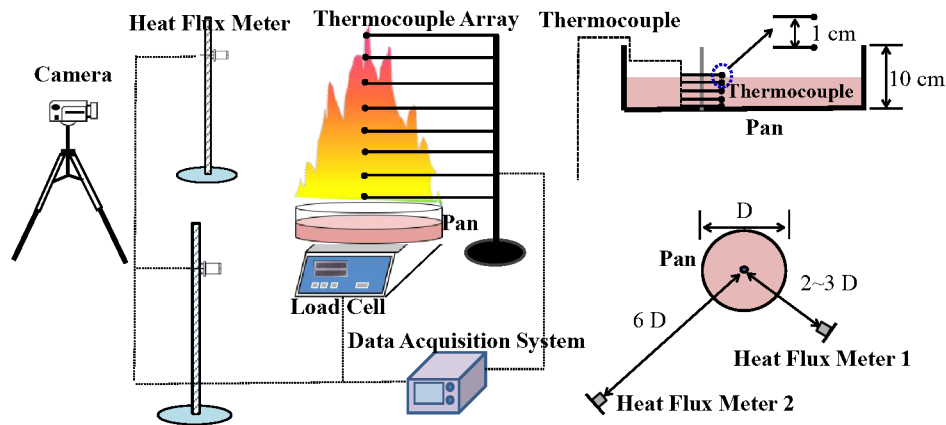 Heat Flux Meter
Thermocouple Array
Camera
Pan
Load Cell
Data Acquisition System
Thermocouple
1 cm
10 cm
Thermocouple
Pan
D
Pan
2~3 D
6 D
Heat Flux Meter 1
Heat Flux Meter 2